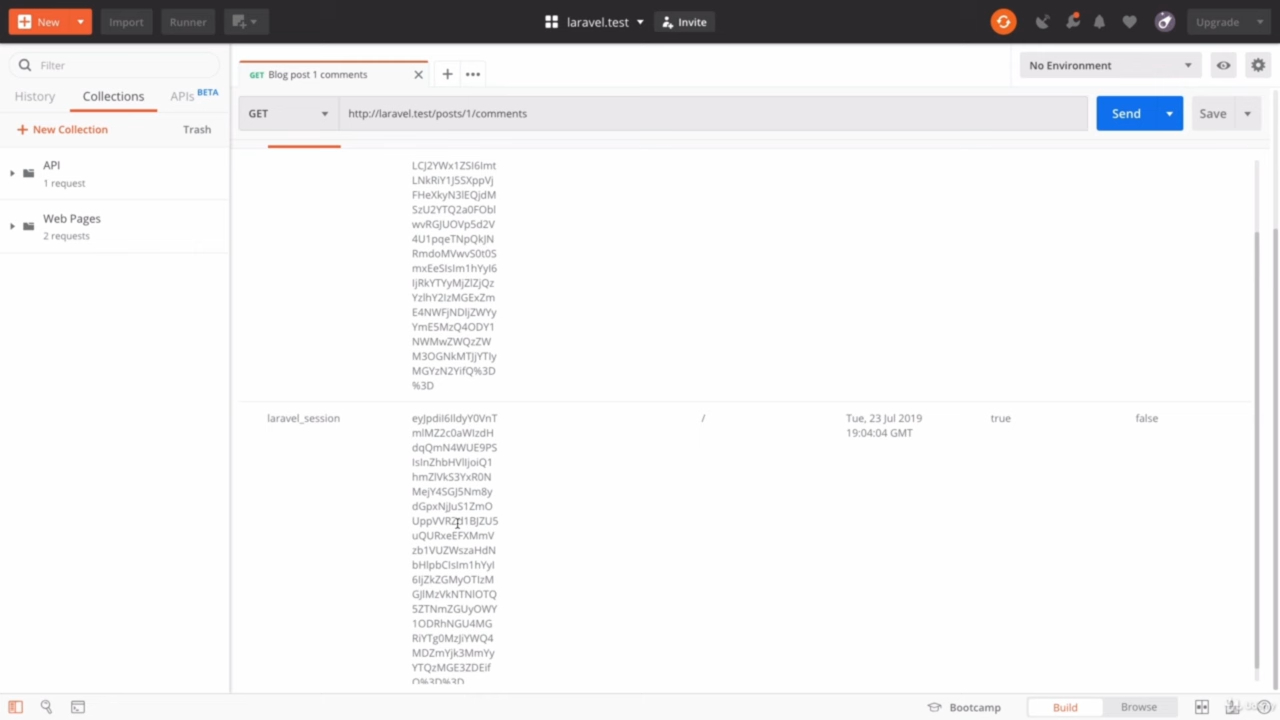 New
Import
Runner
laravel.test
Invite
Upgrade
Filter
GET Blog post 1 comments
No Environment
History
Collections
APIs BETA
GET
http://laravel.test/posts/1/comments
Send
Save
+ New Collection
Trash
API
1 request
Web Pages
2 requests
LNkRiY1J5SXppVj
FHeXkyN3lEQjdM
SzU2YTQ2a0FObl
wvRGJUOVp5d2V
4U1pqeTNpQkJN
RmdoMVwvS0t0S
mxEeSIsIm1hYyI6
IjRkYTYyMjZlZjQz
YzlhY2IzMGExZm
E4NWFjNDljZWYy
YmE5MzQ4ODY1
NWMwZWQzZW
M3OGNkMTJjYTIy
MGYzN2YifQ%3D
%3D
laravel_session
/
Tue, 23 Jul 2019
19:04:04 GMT
true
false
eyJpdiI6IldyY0VnT
mlMZ2c0aWIzdH
dqQmN4WUE9PS
IsInZhbHVlIjoiQ1
hmZlVkS3YxR0N
MejY4SGJ5Nm8y
dGpxNjJuS1ZmO
uQURxeEFXMmV
zb1VUZWszaHdN
bHlpbCIsIm1hYyI
6IjZkZGMyOTIzM
GJlMzVkNTNlOTQ
5ZTNmZGUyOWY
1ODRhNGU4MG
RiYTg0MzJiYWQ4
MDZmYjk3MmYy
YTQzMGE3ZDEif
Q%3D%3D
Bootcamp
Build
Browse